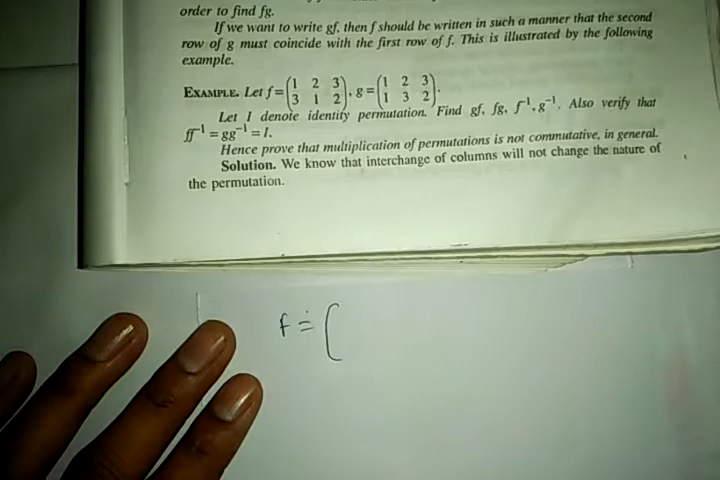 order to find fg.
If we want to write gf, then f should be written in such a manner that the second
row of g must coincide with the first row of f. This is illustrated by the following
example.
EXAMPLE. Let f = (1 2 3 / 3 1 2), g = (1 2 3 / 1 3 2).
Let I denote identity permutation. Find gf, fg, f⁻¹, g⁻¹. Also verify that
ff⁻¹ = gg⁻¹ = I.
Hence prove that multiplication of permutations is not commutative, in general.
Solution. We know that interchange of columns will not change the nature of
the permutation.
f = (